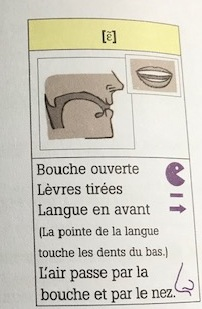 [ɛ̃]
Bouche ouverte
Lèvres tirées
Langue en avant
(La pointe de la langue
touche les dents du bas.)
L'air passe par la
bouche et par le nez.